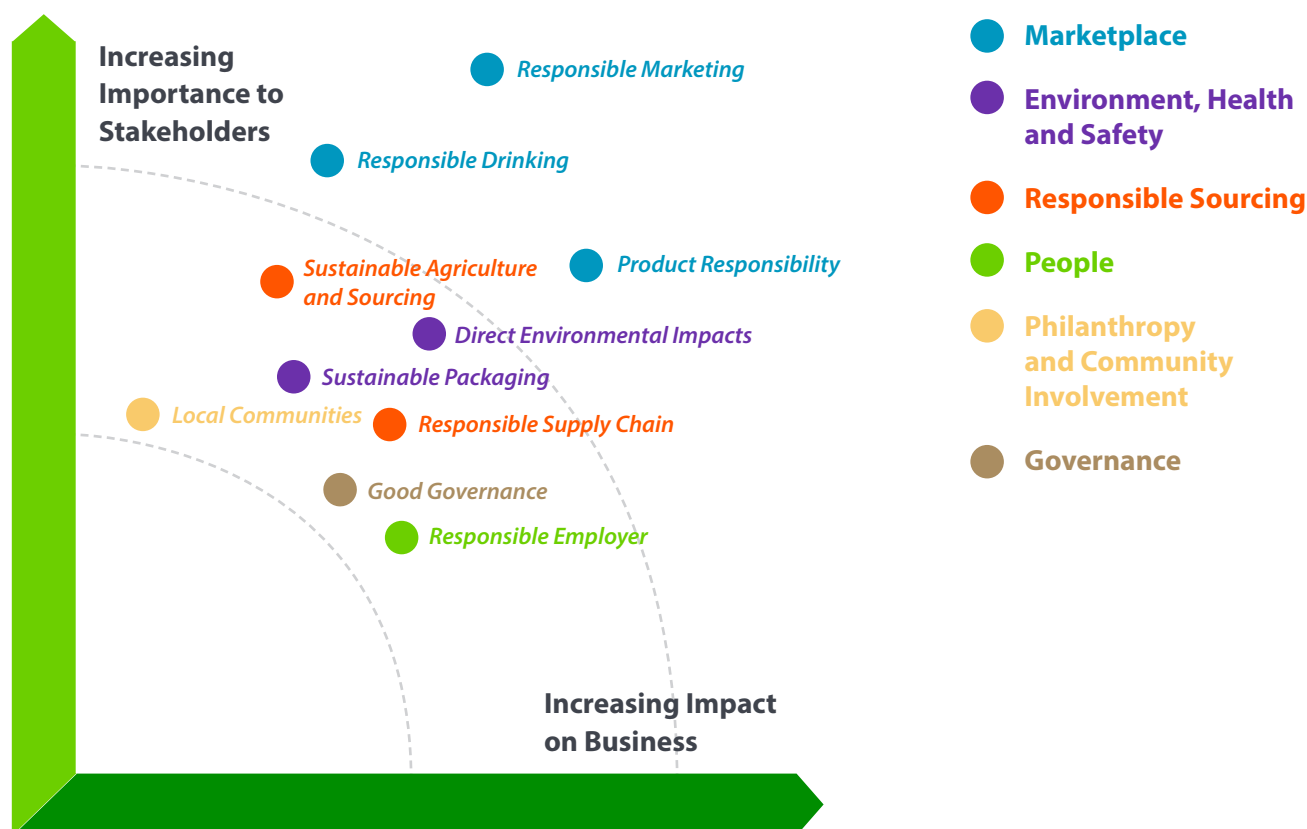 Increasing
Importance to
Stakeholders
Responsible Marketing
Responsible Drinking
Sustainable Agriculture
and Sourcing
Product Responsibility
Direct Environmental Impacts
Sustainable Packaging
Local Communities
Responsible Supply Chain
Good Governance
Responsible Employer
Increasing Impact
on Business
Marketplace
Environment, Health
and Safety
Responsible Sourcing
People
Philanthropy
and Community
Involvement
Governance